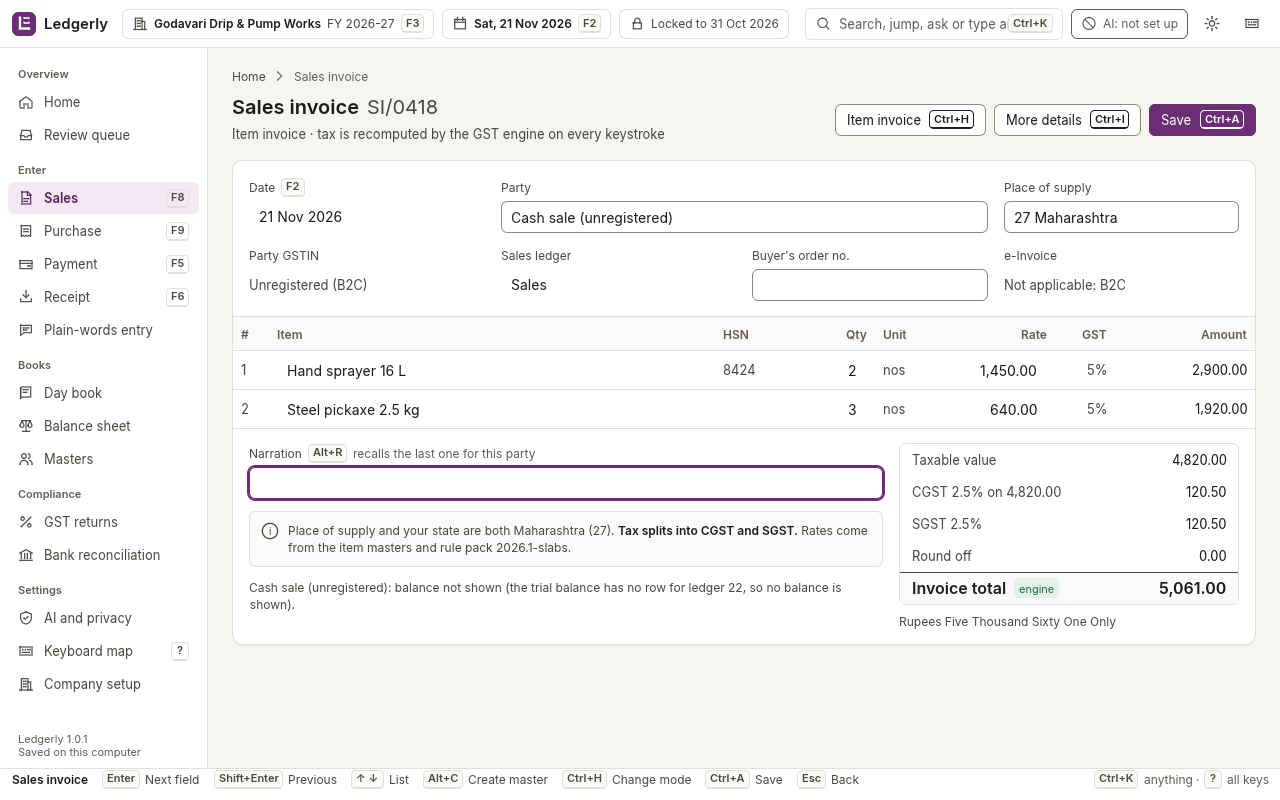 Ledgerly
Godavari Drip & Pump Works FY 2026-27 F3
Sat, 21 Nov 2026 F2
Locked to 31 Oct 2026
Search, jump, ask or type a Ctrl+K
AI: not set up
Overview
Home
Review queue
Enter
Sales F8
Purchase F9
Payment F5
Receipt F6
Plain-words entry
Books
Day book
Balance sheet
Masters
Compliance
GST returns
Bank reconciliation
Settings
AI and privacy
Keyboard map ?
Company setup
Ledgerly 1.0.1
Saved on this computer
Home Sales invoice
Sales invoice SI/0418
Item invoice · tax is recomputed by the GST engine on every keystroke
Item invoice Ctrl+H
More details Ctrl+I
Save Ctrl+A
Date F2 Party Place of supply
21 Nov 2026 Cash sale (unregistered) 27 Maharashtra
Party GSTIN Sales ledger Buyer's order no. e-Invoice
Unregistered (B2C) Sales Not applicable: B2C
# Item HSN Qty Unit Rate GST Amount
1 Hand sprayer 16 L 8424 2 nos 1,450.00 5% 2,900.00
2 Steel pickaxe 2.5 kg 3 nos 640.00 5% 1,920.00
Narration Alt+R recalls the last one for this party
Place of supply and your state are both Maharashtra (27). Tax splits into CGST and SGST. Rates come
from the item masters and rule pack 2026.1-slabs.
Cash sale (unregistered): balance not shown (the trial balance has no row for ledger 22, so no balance is
shown).
Taxable value 4,820.00
CGST 2.5% on 4,820.00 120.50
SGST 2.5% 120.50
Round off 0.00
Invoice total engine 5,061.00
Rupees Five Thousand Sixty One Only
Sales invoice Enter Next field Shift+Enter Previous ↑ ↓ List Alt+C Create master Ctrl+H Change mode Ctrl+A Save Esc Back Ctrl+K anything · ? all keys